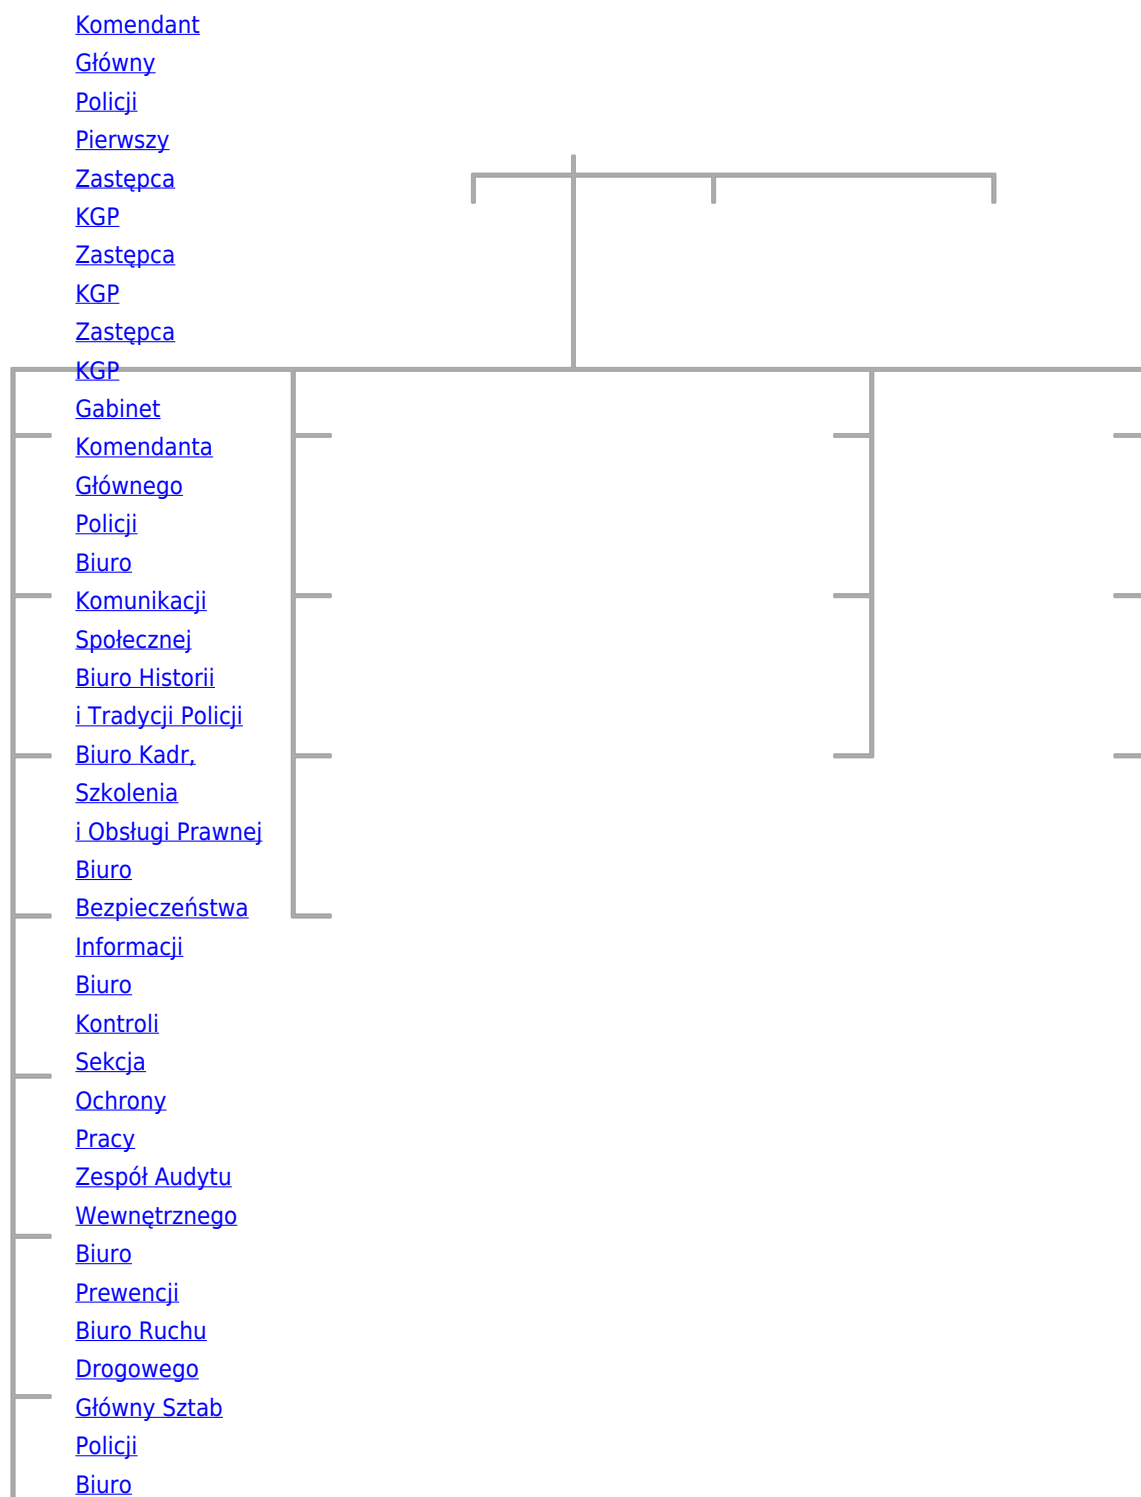 Komendant
Główny
Policji
Pierwszy
Zastępca
KGP
Zastępca
KGP
Zastępca
KGP
Gabinet
Komendanta
Głównego
Policji
Biuro
Komunikacji
Społecznej
Biuro Historii
i Tradycji Policji
Biuro Kadr,
Szkolenia
i Obsługi Prawnej
Biuro
Bezpieczeństwa
Informacji
Biuro
Kontroli
Sekcja
Ochrony
Pracy
Zespół Audytu
Wewnętrznego
Biuro
Prewencji
Biuro Ruchu
Drogowego
Główny Sztab
Policji
Biuro